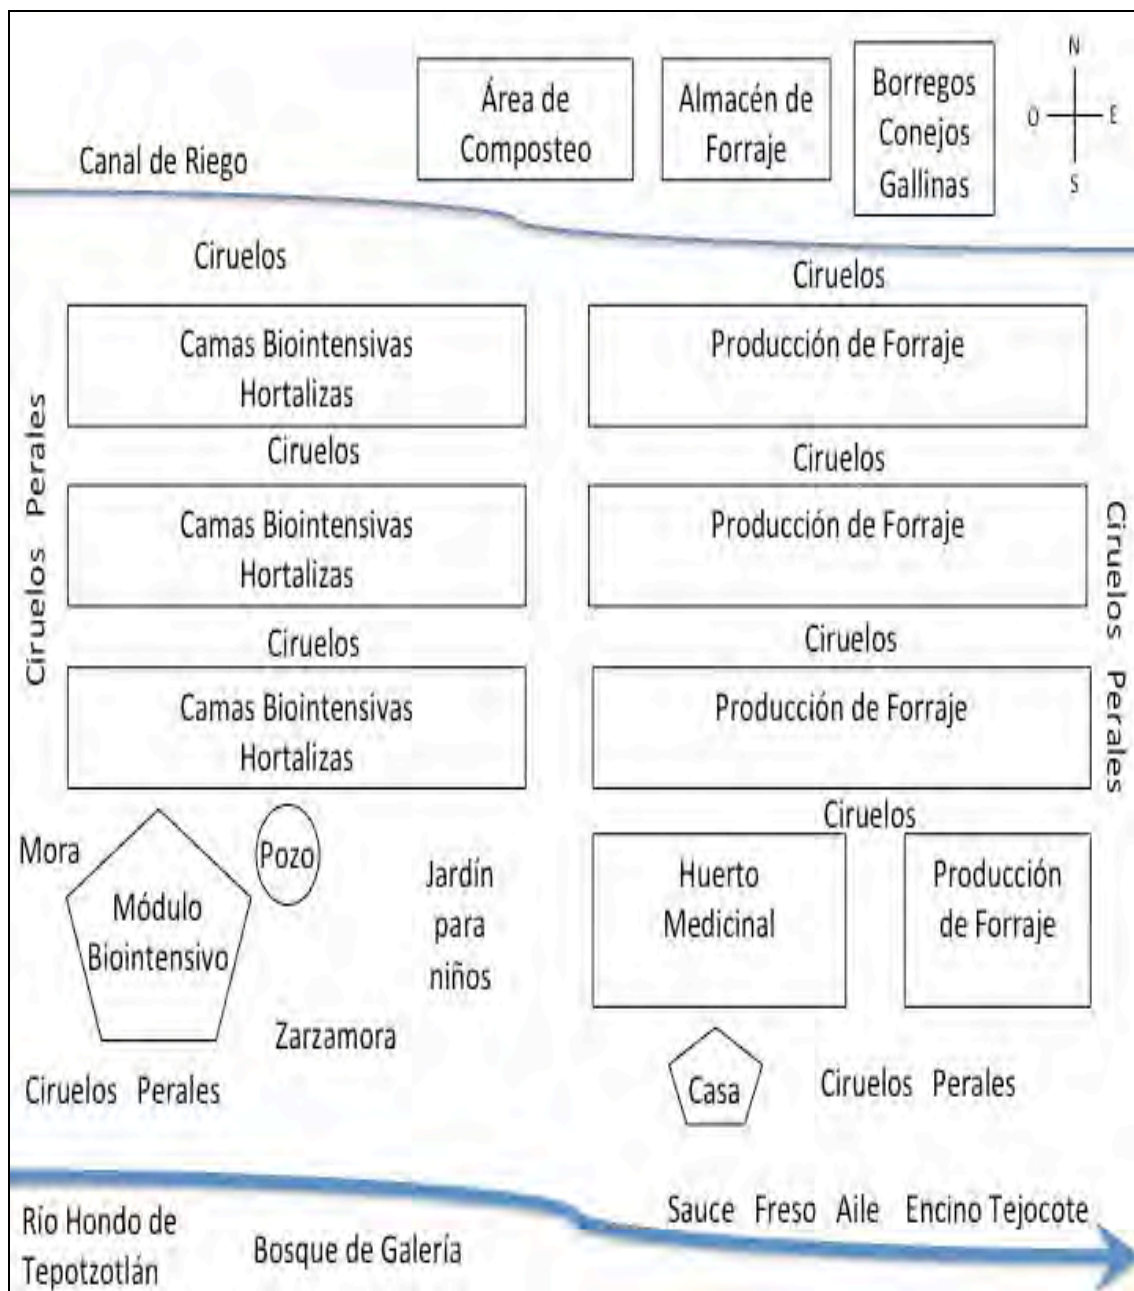 Área de
Composteo
Almacén de
Forraje
Borregos
Conejos
Gallinas
N
O
E
S
Canal de Riego
Ciruelos
Ciruelos
Camas Biointensivas
Hortalizas
Producción de Forraje
Ciruelos
Ciruelos
Camas Biointensivas
Hortalizas
Producción de Forraje
Ciruelos Perales
Ciruelos Perales
Ciruelos
Ciruelos
Camas Biointensivas
Hortalizas
Producción de Forraje
Ciruelos
Mora
Módulo
Biointensivo
Pozo
Jardín
para
niños
Huerto
Medicinal
Producción
de Forraje
Zarzamora
Ciruelos Perales
Casa
Ciruelos Perales
Sauce Freso Aile Encino Tejocote
Río Hondo de
Tepotzotlán
Bosque de Galería